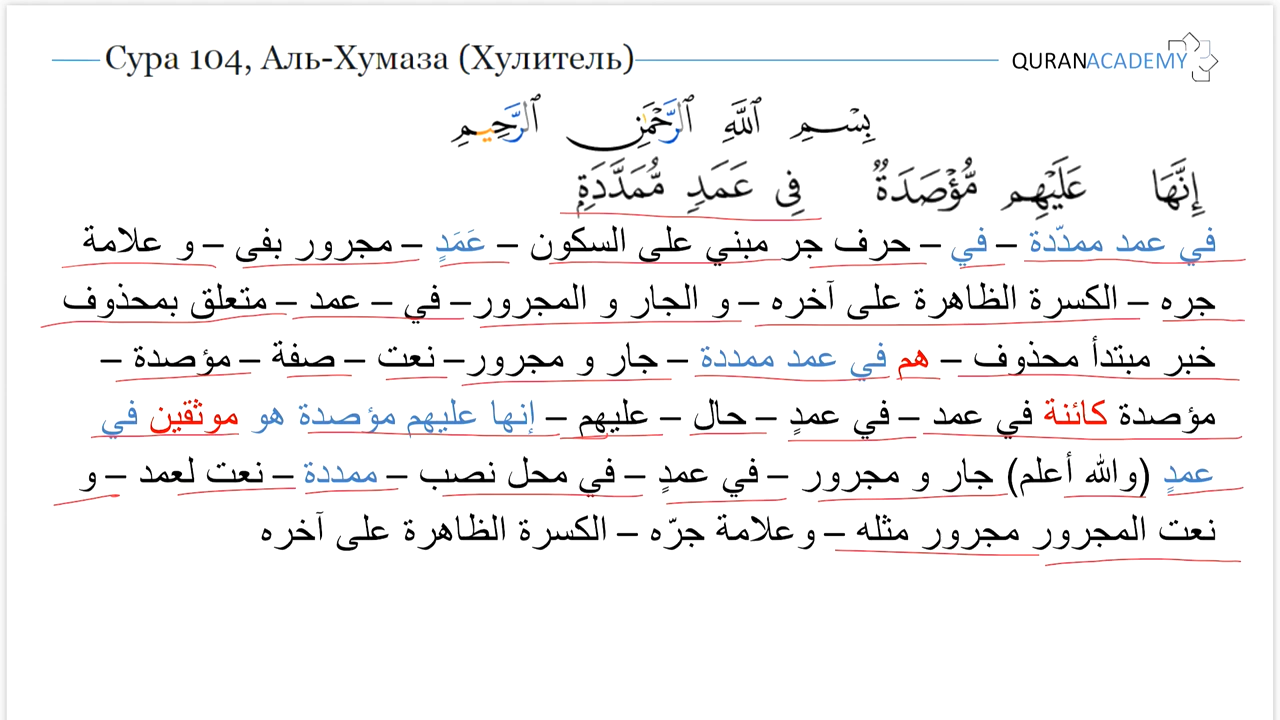 Сура 104, Аль-Хумаза (Хулитель)
QURANACADEMY
بِسْمِ ٱللَّهِ ٱلرَّحْمَٰنِ ٱلرَّحِيمِ
إِنَّهَا عَلَيْهِم مُّؤْصَدَةٌ فِى عَمَدٍ مُّمَدَّدَةٍ
في عمد ممدّدة – في – حرف جر مبني على السكون – عَمَدٍ – مجرور بفى – و علامة
جره – الكسرة الظاهرة على آخره – و الجار و المجرور – في – عمد – متعلق بمحذوف
خبر مبتدأ محذوف – هم في عمد ممددة – جار و مجرور – نعت – صفة – مؤصدة –
مؤصدة كائنة في عمد – في عمدٍ – حال – عليهم – إنها عليهم مؤصدة هو موثقين في
عمدٍ (والله أعلم) جار و مجرور – في عمدٍ – في محل نصب – ممددة – نعت لعمد – و
نعت المجرور مجرور مثله – وعلامة جرّه – الكسرة الظاهرة على آخره